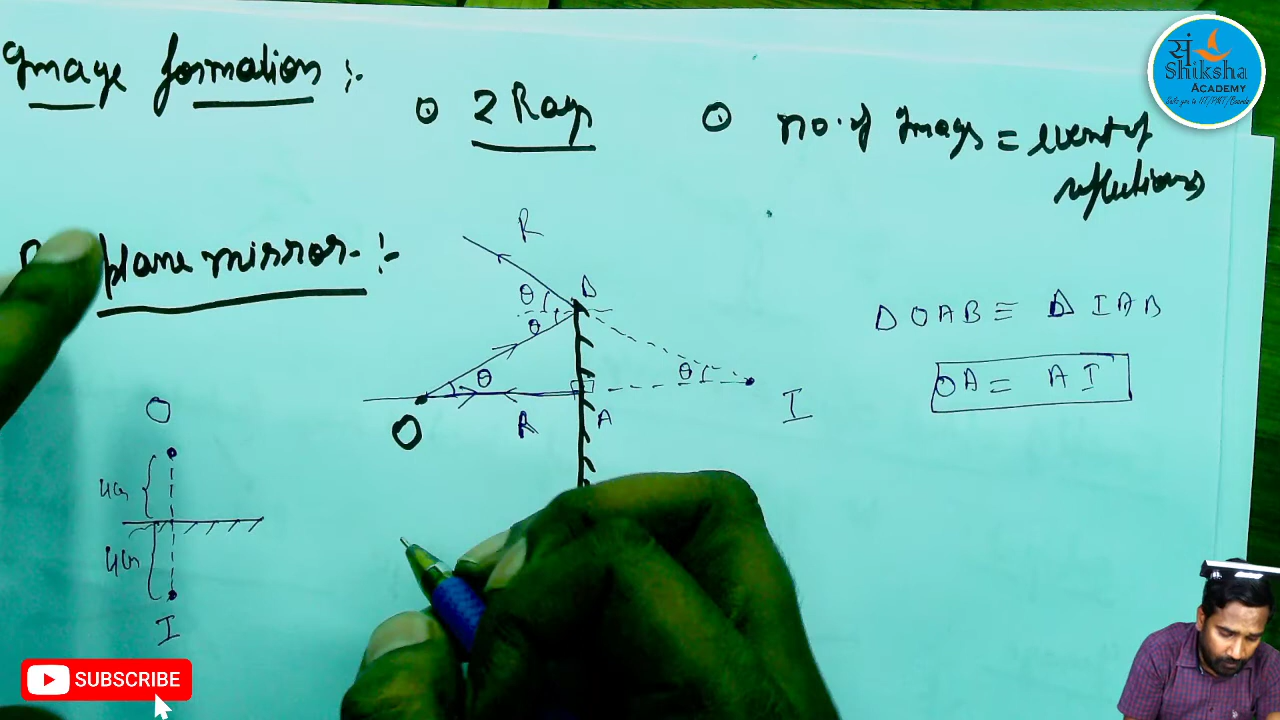 Image formation :-
⊙ 2 Rays
⊙ no. of Images = event of
reflections
plane mirror :-
R
B
θ
θ
θ
θ
O
R
A
I
Δ OAB ≡ Δ IAB
OA = AI
O
4cm
4cm
I
सं
Shiksha
ACADEMY
SUBSCRIBE